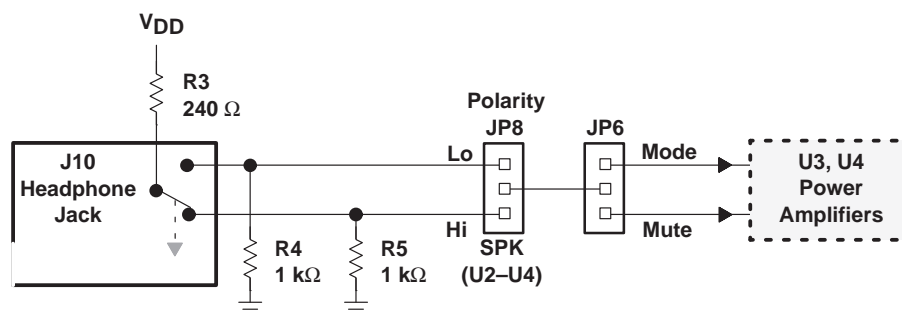 VDD
R3
240 Ω
Polarity
JP8
JP6
J10
Headphone
Jack
Lo
Hi
Mode
Mute
U3, U4
Power
Amplifiers
R4
1 kΩ
R5
1 kΩ
SPK
(U2–U4)